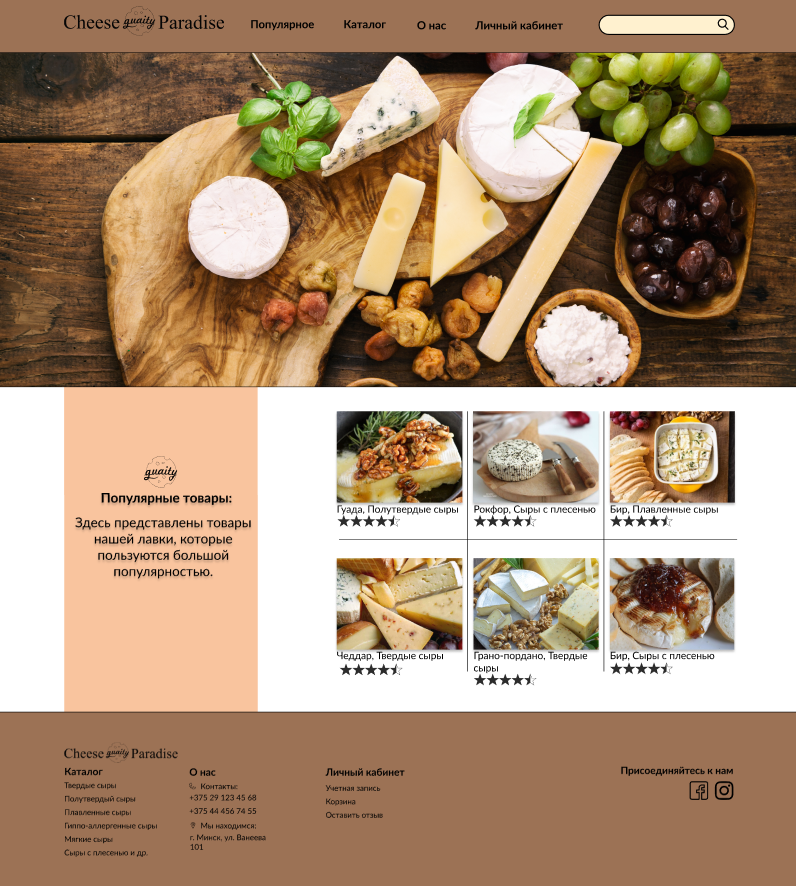 Cheese guaity Paradise
Популярное
Каталог
О нас
Личный кабинет
guaity
Популярные товары:
Здесь представлены товары
нашей лавки, которые
пользуются большой
популярностью.
Гуада, Полутвердые сыры
Рокфор, Сыры с плесенью
Бир, Плавленные сыры
Чеддар, Твердые сыры
Грано-пордано, Твердые
сыры
Бир, Сыры с плесенью
Cheese guaity Paradise
Каталог
Твердые сыры
Полутвердый сыры
Плавленные сыры
Гиппо-аллергенные сыры
Мягкие сыры
Сыры с плесенью и др.
О нас
Контакты:
+375 29 123 45 68
+375 44 456 74 55
Мы находимся:
г. Минск, ул. Ванеева
101
Личный кабинет
Учетная запись
Корзина
Оставить отзыв
Присоединяйтесь к нам